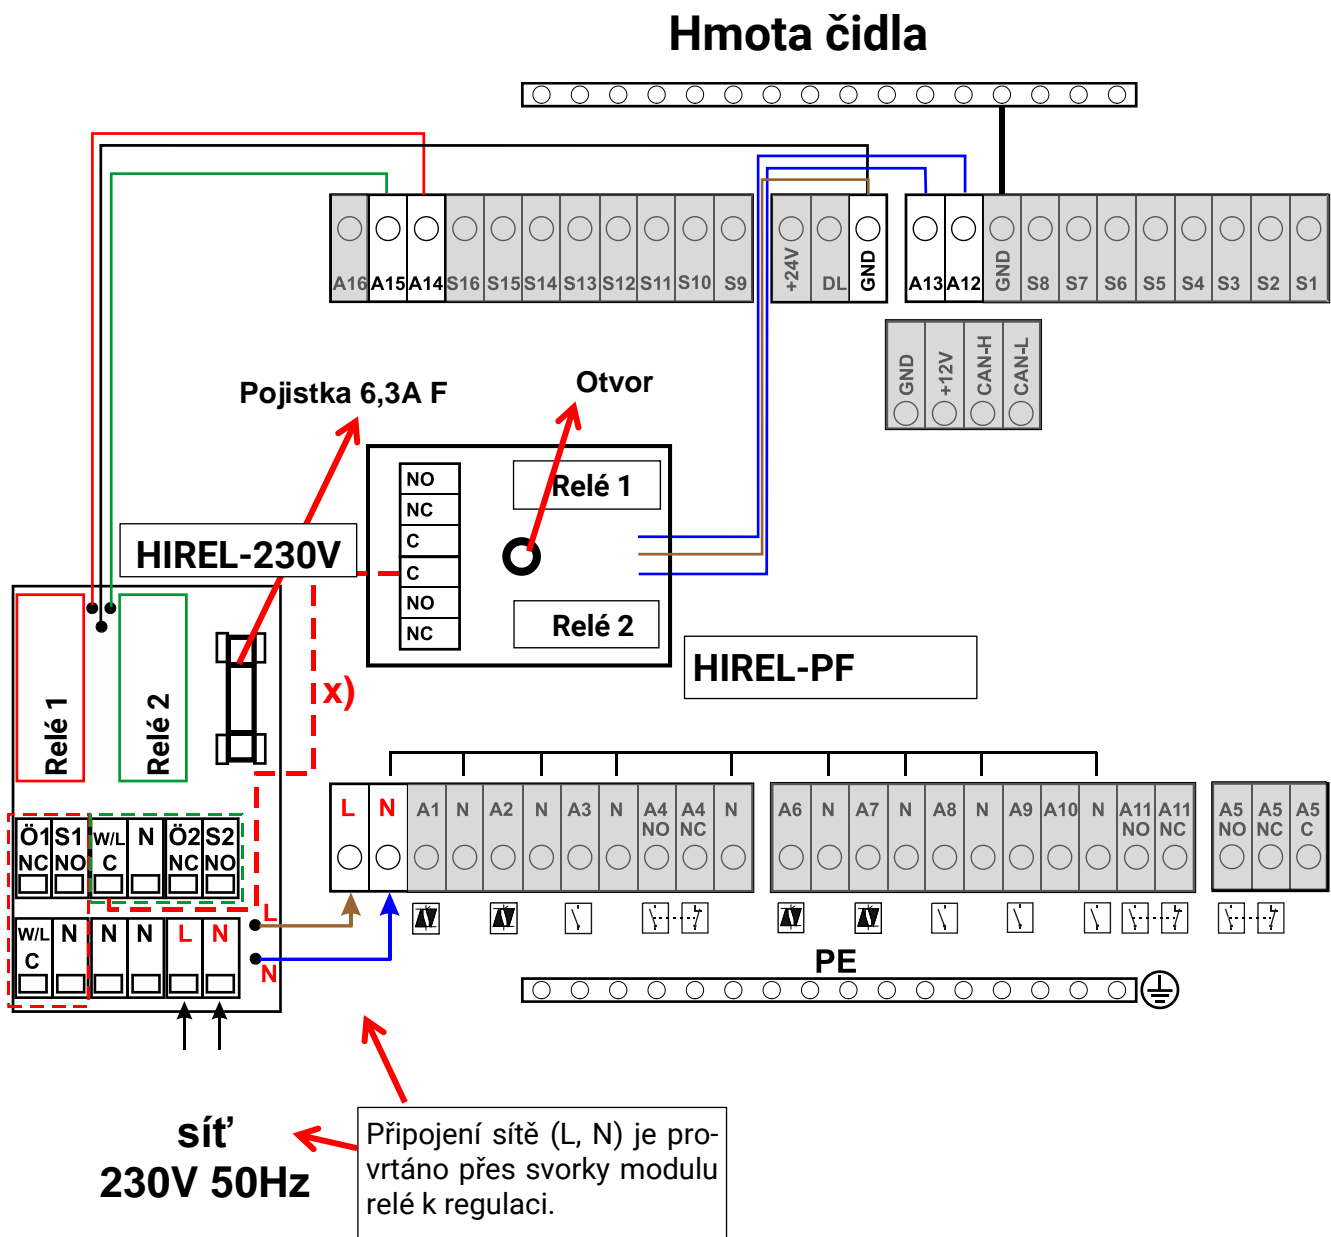 Hmota čidla
A16 A15 A14 S16 S15 S14 S13 S12 S11 S10 S9
+24V DL GND
A13 A12 GND S8 S7 S6 S5 S4 S3 S2 S1
GND +12V CAN-H CAN-L
Pojistka 6,3A F
Otvor
NO
NC
C
C
NO
NC
Relé 1
Relé 2
HIREL-230V
HIREL-PF
x)
Relé 1
Relé 2
Ö1 S1 W/L N Ö2 S2
NC NO C NC NO
W/L N N N L N
C
L
N
L N A1 N A2 N A3 N A4 A4 N
NO NC
A6 N A7 N A8 N A9 A10 N A11 A11
NO NC
A5 A5 A5
NO NC C
PE
síť
230V 50Hz
Připojení sítě (L, N) je pro-
vrtáno přes svorky modulu
relé k regulaci.